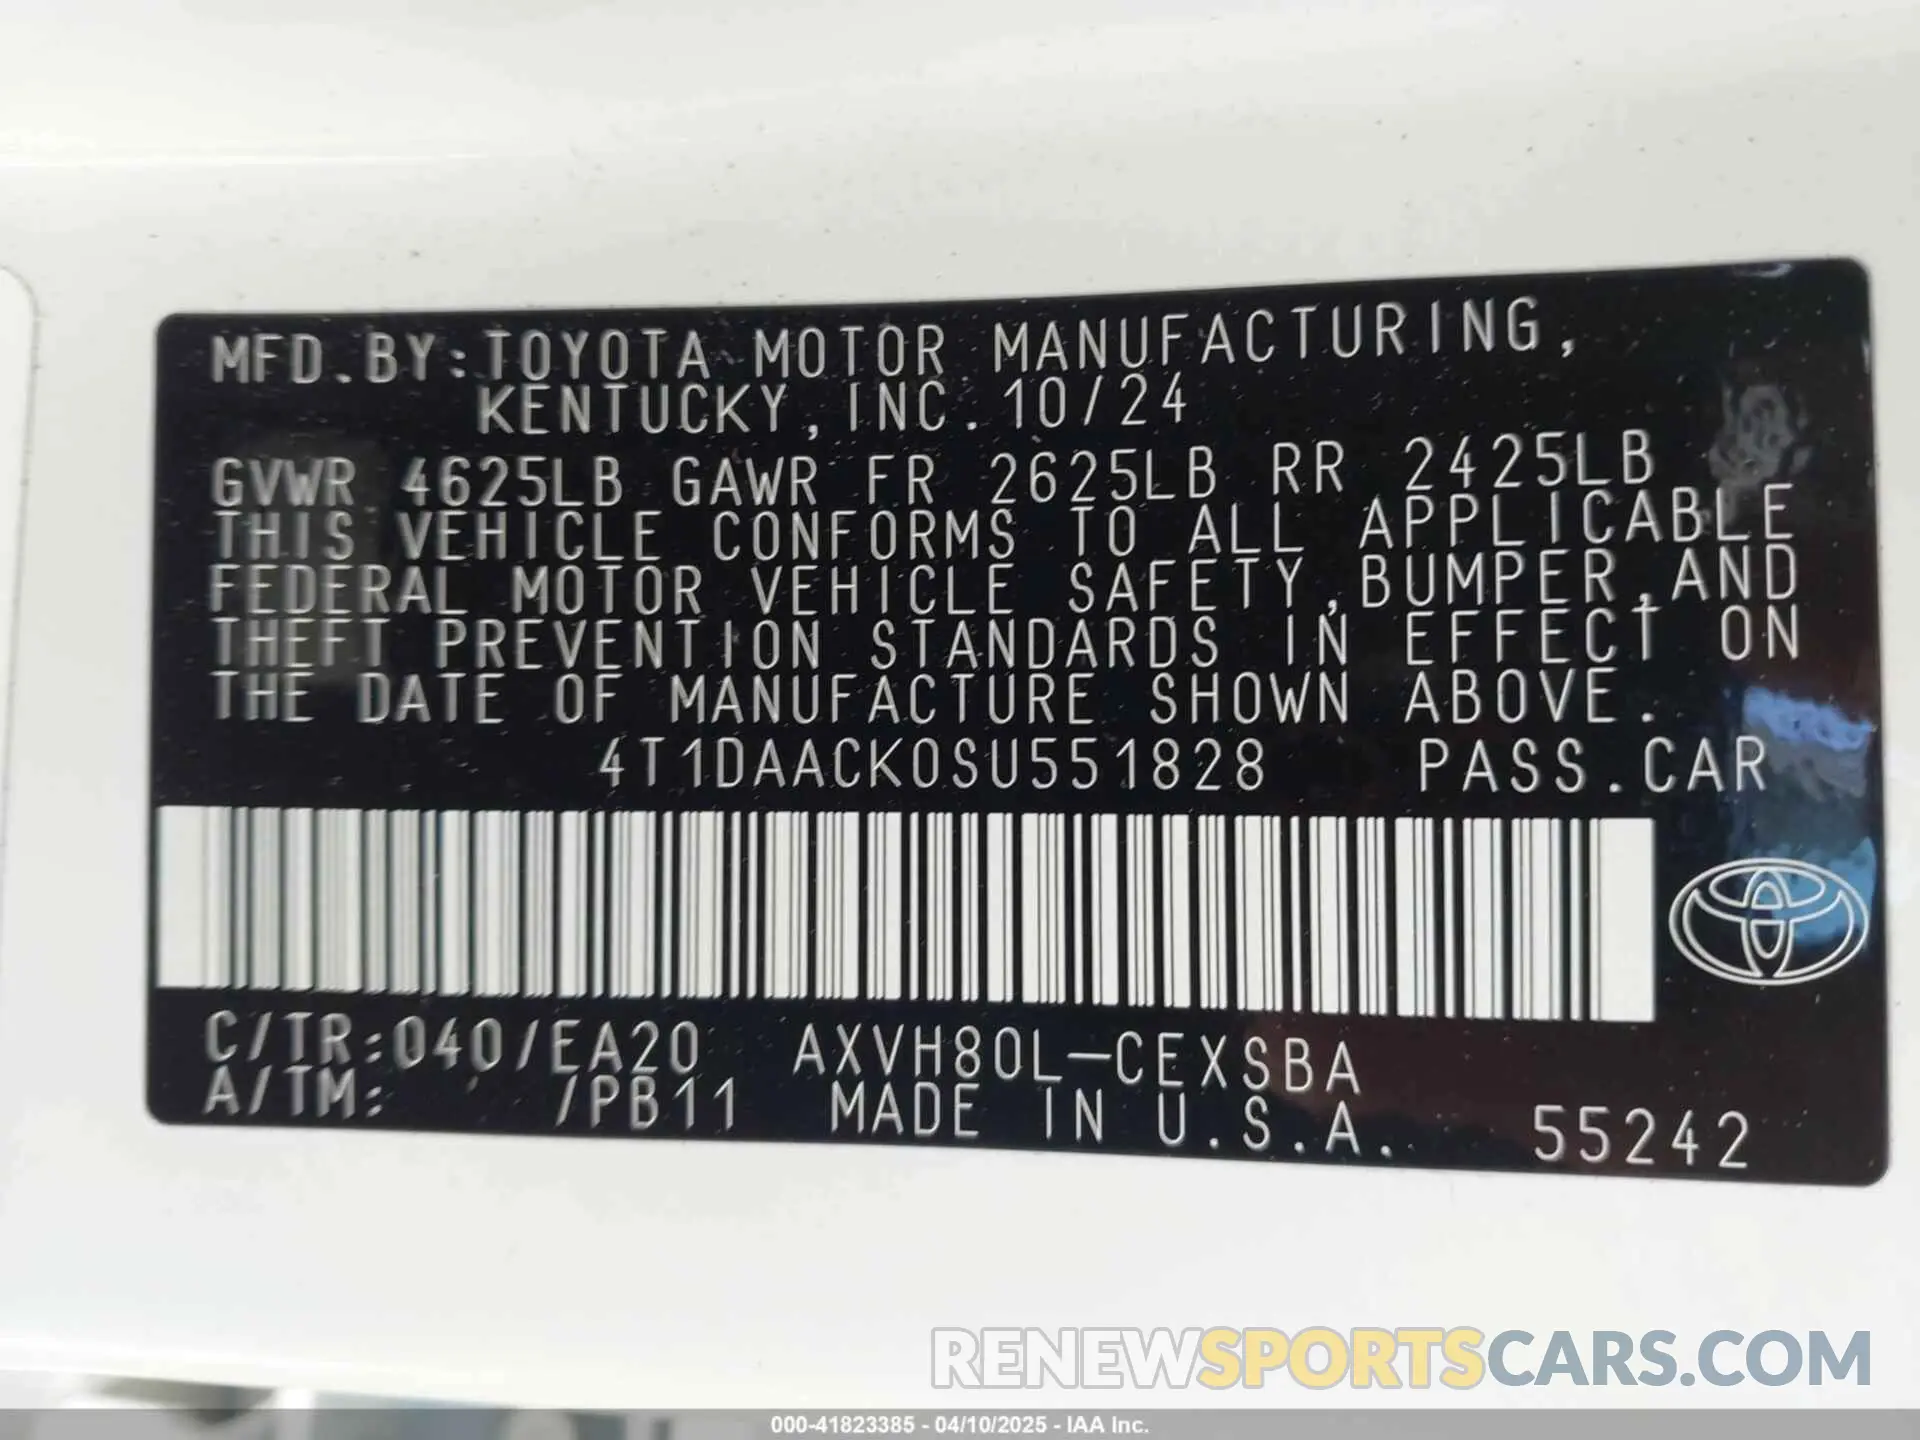 MFD.BY:TOYOTA MOTOR MANUFACTURING,
KENTUCKY,INC. 10/24
GVWR 4625LB GAWR FR 2625LB RR 2425LB
THIS VEHICLE CONFORMS TO ALL APPLICABLE
FEDERAL MOTOR VEHICLE SAFETY,BUMPER,AND
THEFT PREVENTION STANDARDS IN EFFECT ON
THE DATE OF MANUFACTURE SHOWN ABOVE.
4T1DAACK0SU551828 PASS.CAR
C/TR:040/EA20 AXVH80L-CEXSBA
A/TM: /PB11 MADE IN U.S.A. 55242
RENEWSPORTSCARS.COM
000-41823385 - 04/10/2025 - IAA Inc.